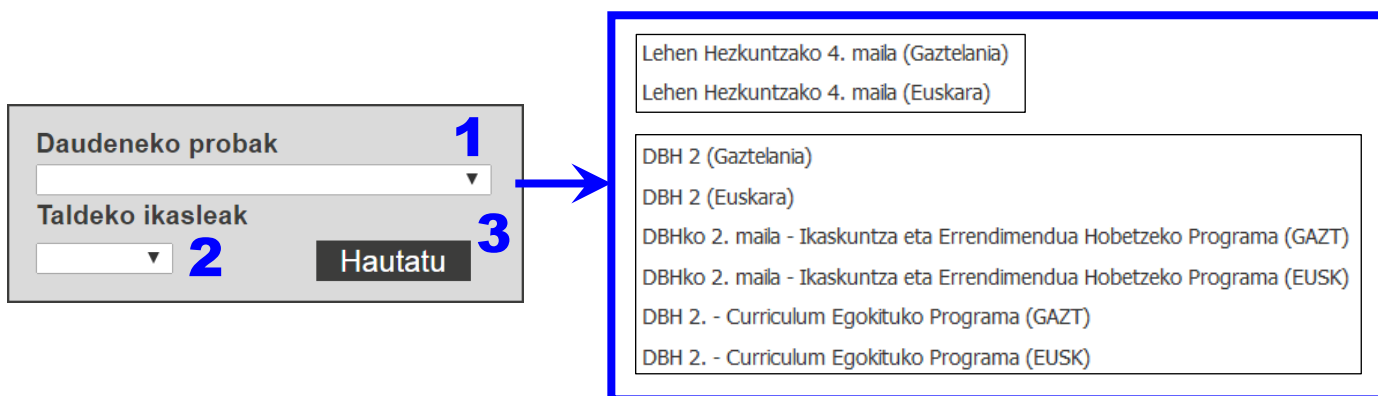 Daudeneko probak
1
Taldeko ikasleak
2
3
Hautatu
Lehen Hezkuntzako 4. maila (Gaztelania)
Lehen Hezkuntzako 4. maila (Euskara)
DBH 2 (Gaztelania)
DBH 2 (Euskara)
DBHko 2. maila - Ikaskuntza eta Errendimendua Hobetzeko Programa (GAZT)
DBHko 2. maila - Ikaskuntza eta Errendimendua Hobetzeko Programa (EUSK)
DBH 2. - Curriculum Egokituko Programa (GAZT)
DBH 2. - Curriculum Egokituko Programa (EUSK)